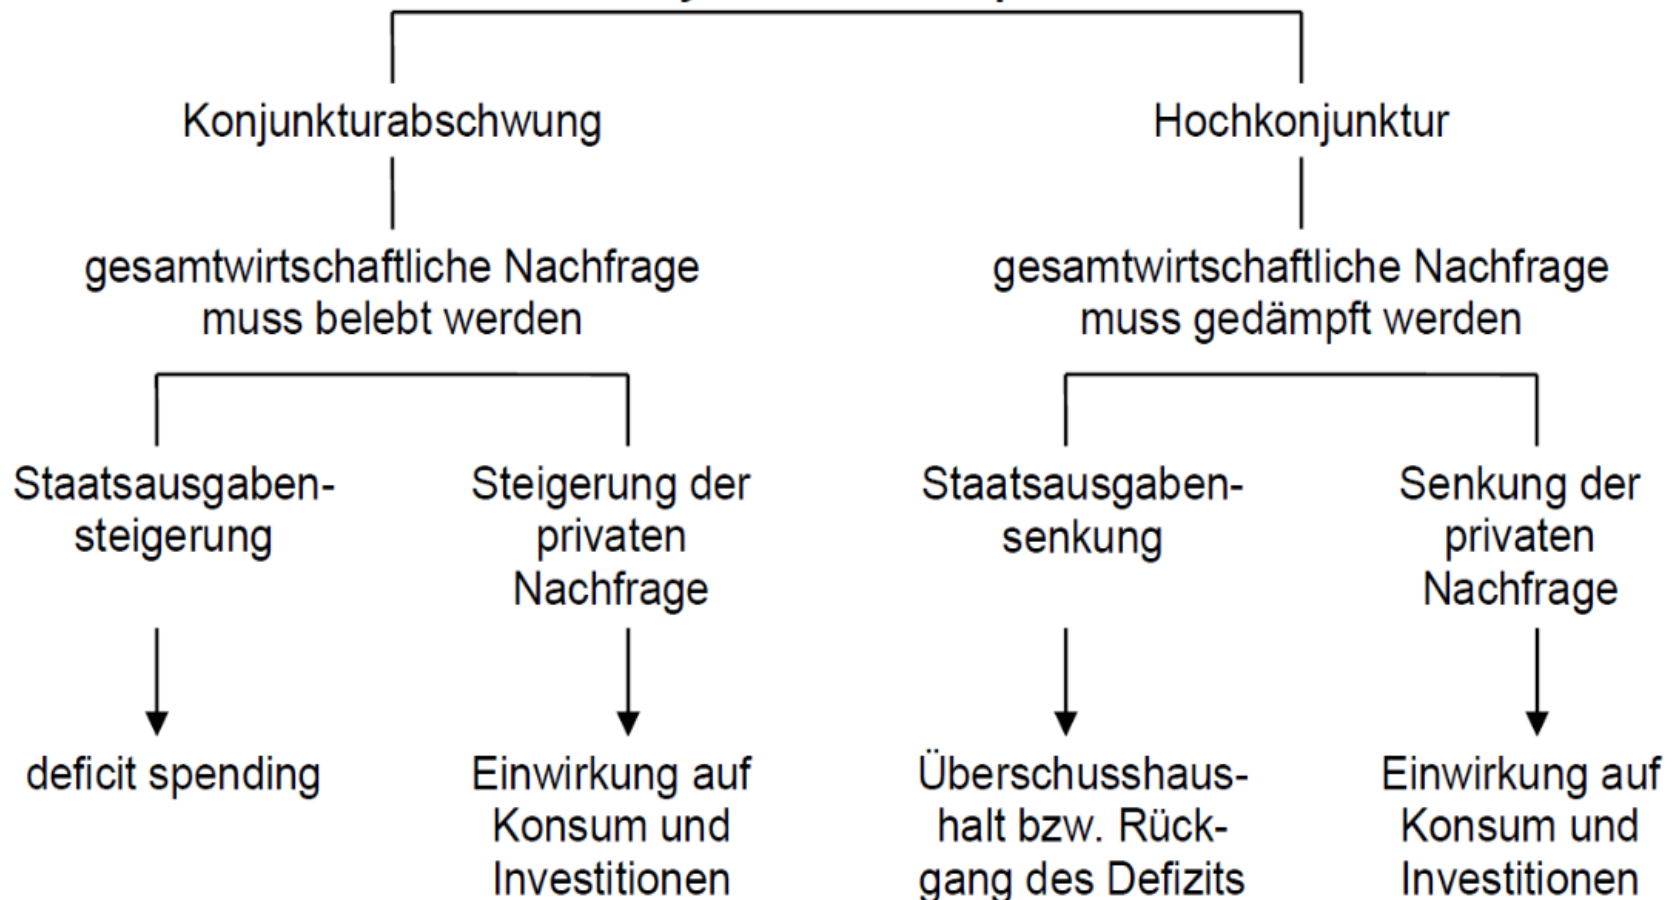 Konjunkturabschwung
Hochkonjunktur
gesamtwirtschaftliche Nachfrage
muss belebt werden
gesamtwirtschaftliche Nachfrage
muss gedämpft werden
Staatsausgaben-
steigerung
Steigerung der
privaten
Nachfrage
Staatsausgaben-
senkung
Senkung der
privaten
Nachfrage
deficit spending
Einwirkung auf
Konsum und
Investitionen
Überschusshaus-
halt bzw. Rück-
gang des Defizits
Einwirkung auf
Konsum und
Investitionen